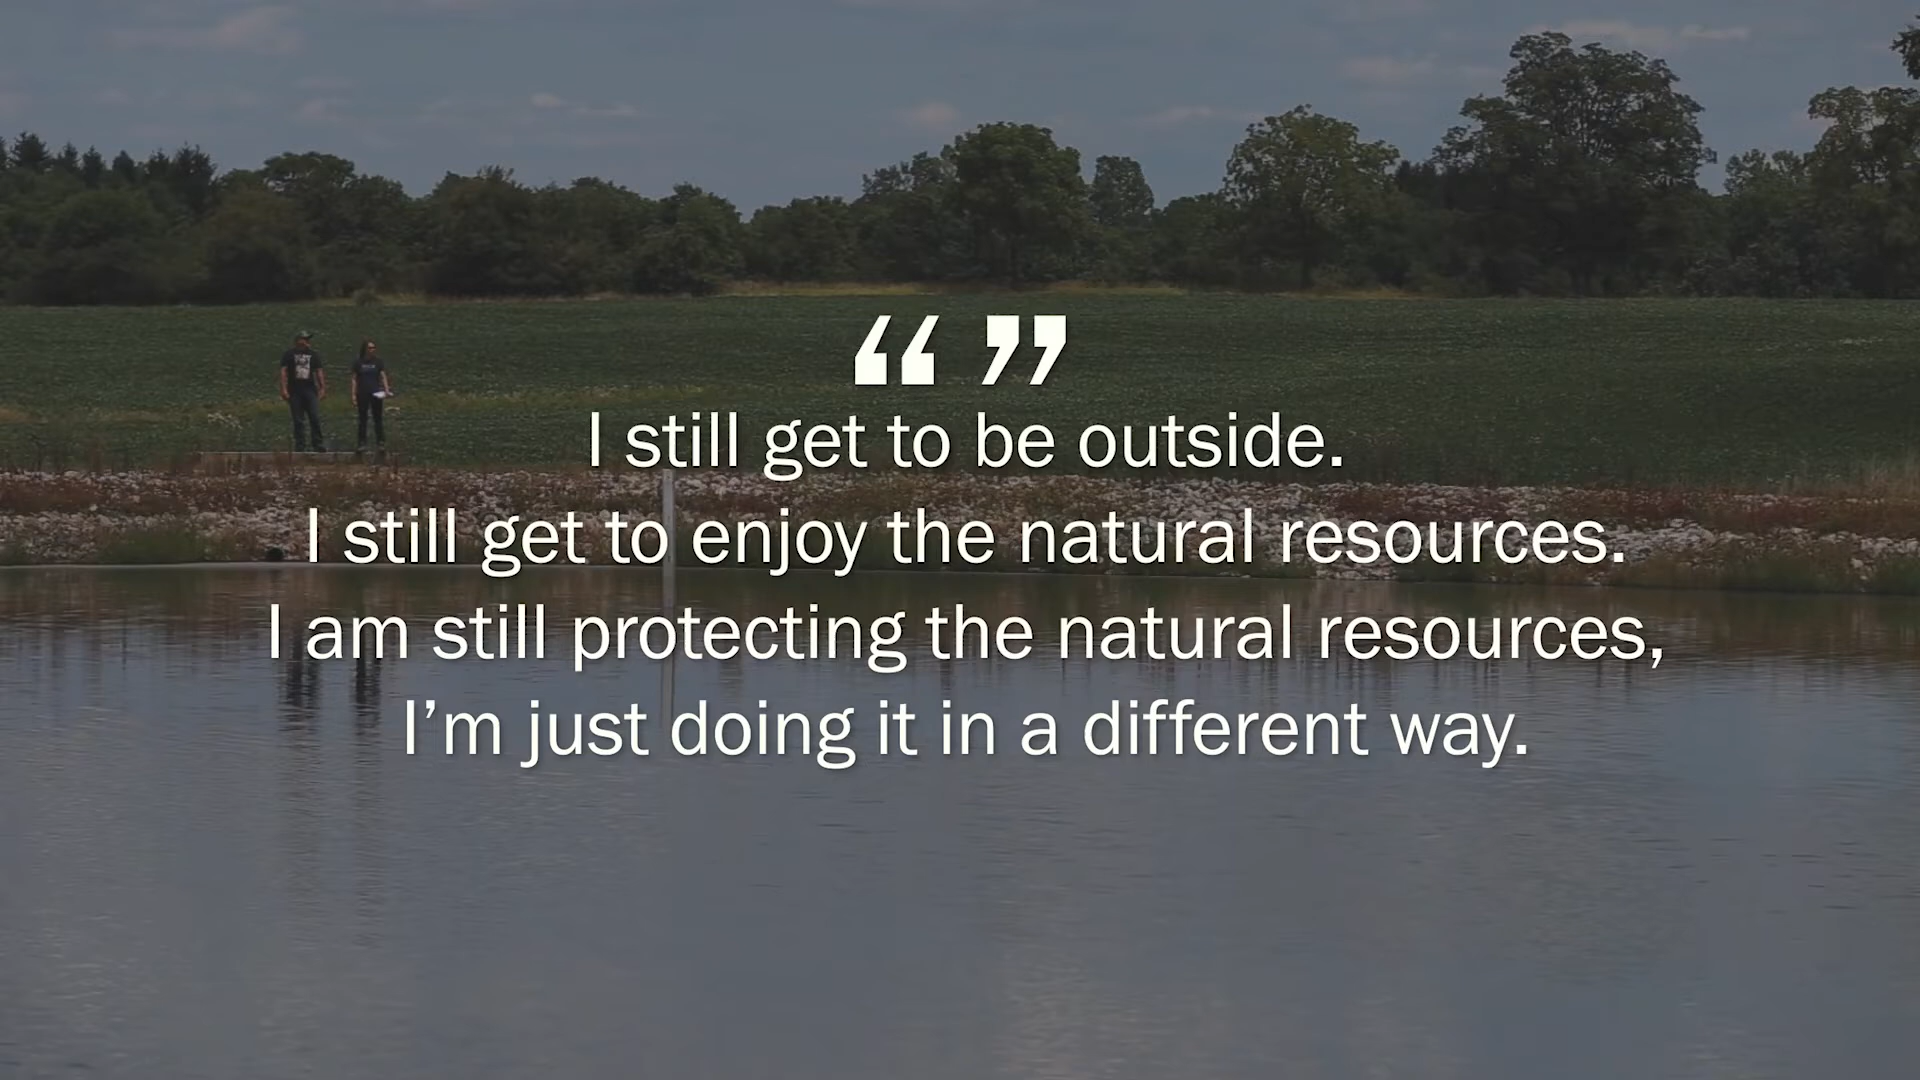 “ ”
I still get to be outside.
I still get to enjoy the natural resources.
I am still protecting the natural resources,
I’m just doing it in a different way.